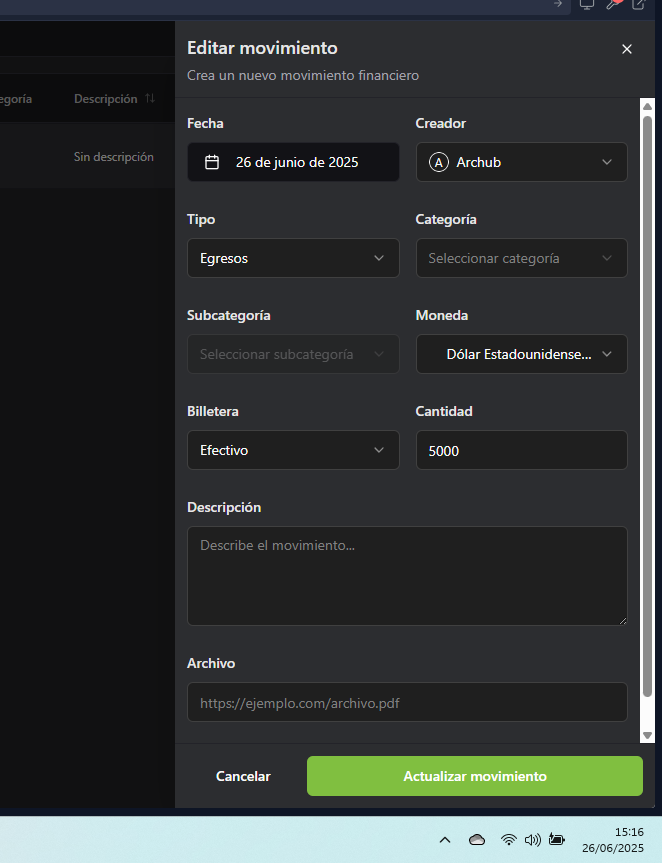 Editar movimiento
Crea un nuevo movimiento financiero
egoría
Descripción
Sin descripción
Fecha
Creador
26 de junio de 2025
A Archub
Tipo
Categoría
Egresos
Seleccionar categoría
Subcategoría
Moneda
Seleccionar subcategoría
Dólar Estadounidense...
Billetera
Cantidad
Efectivo
5000
Descripción
Describe el movimiento...
Archivo
https://ejemplo.com/archivo.pdf
Cancelar
Actualizar movimiento
15:16
26/06/2025